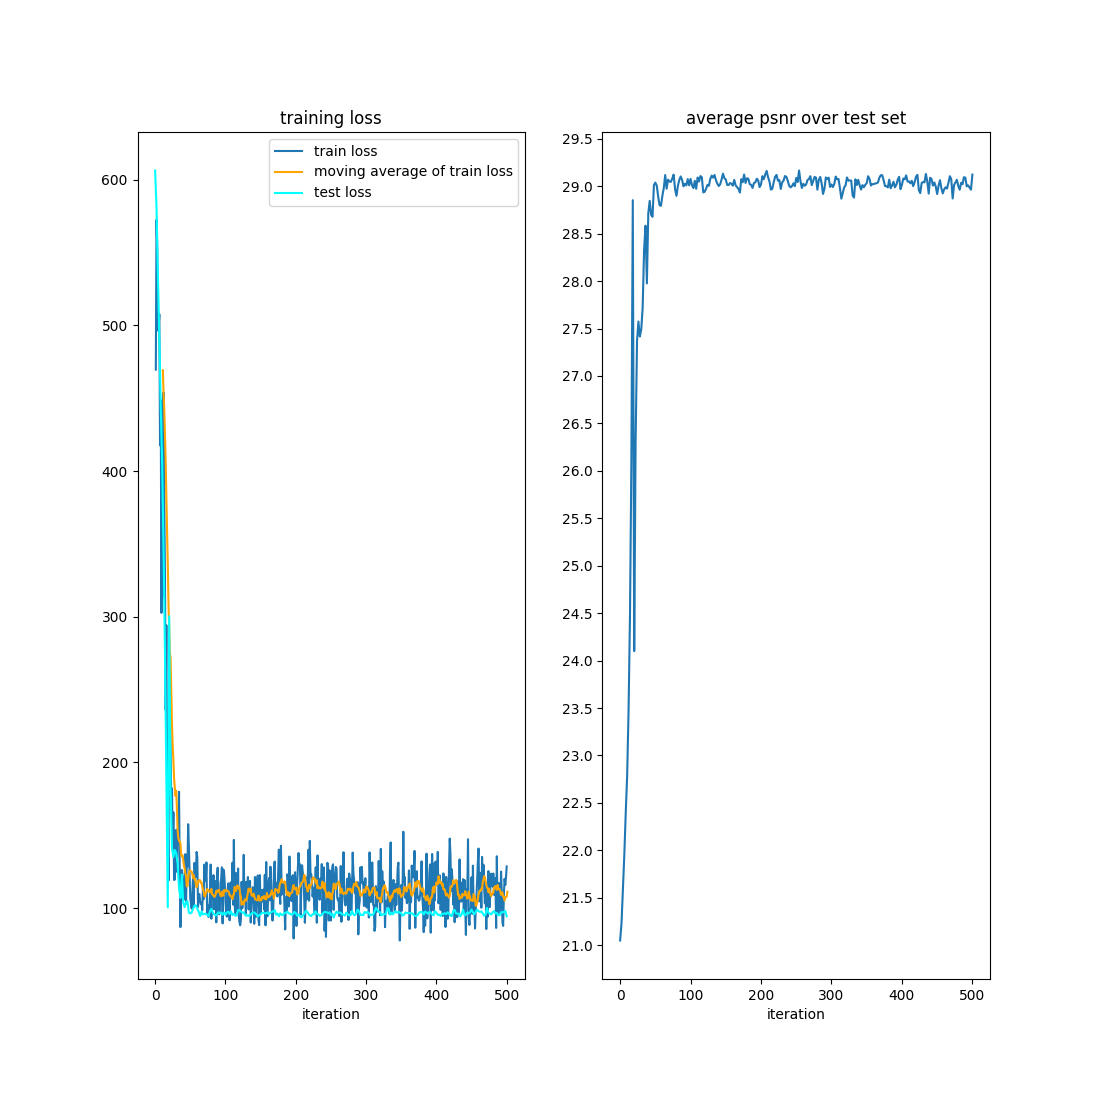 training loss
train loss
moving average of train loss
test loss
600
500
400
300
200
100
0 100 200 300 400 500
iteration
average psnr over test set
29.5
29.0
28.5
28.0
27.5
27.0
26.5
26.0
25.5
25.0
24.5
24.0
23.5
23.0
22.5
22.0
21.5
21.0
0 100 200 300 400 500
iteration